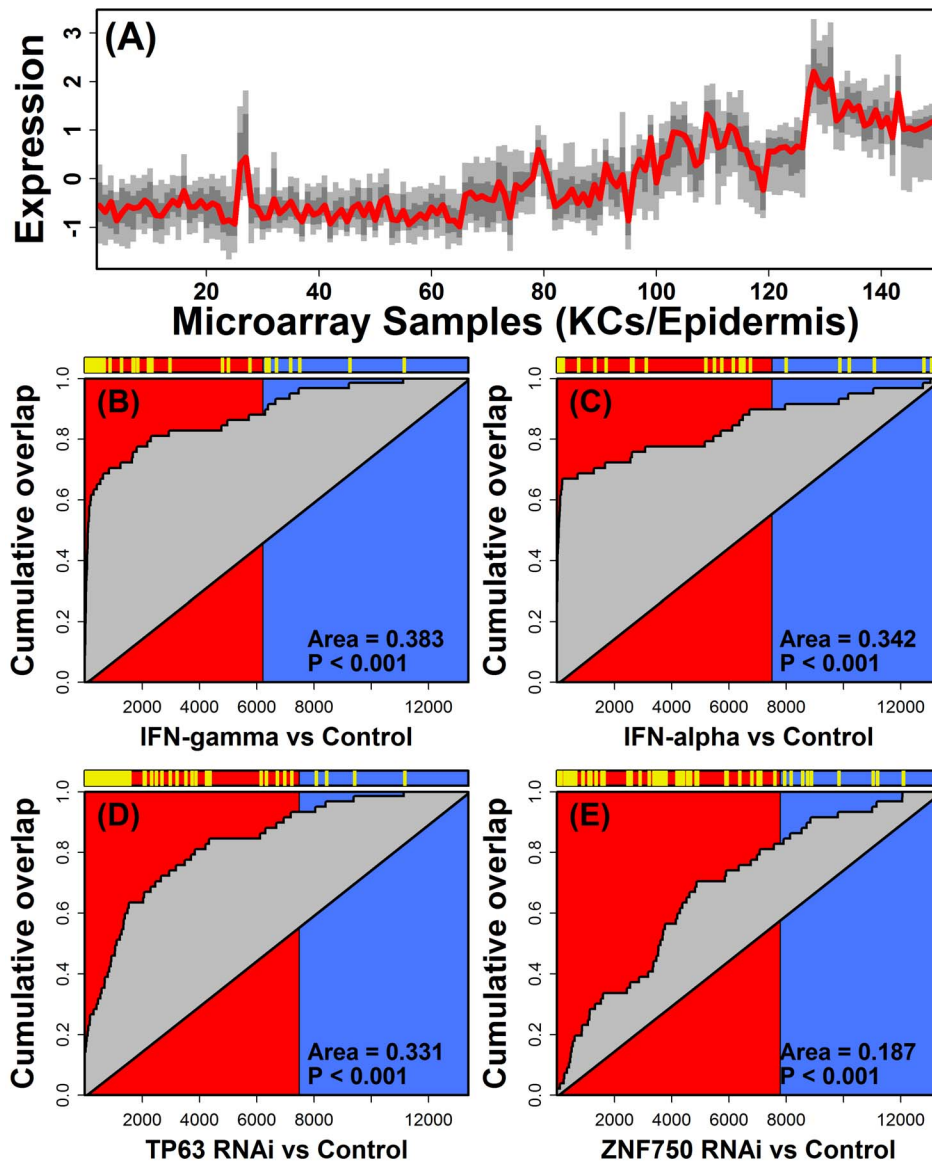 (A)
Expression
3
2
1
0
-1
20 40 60 80 100 120 140
Microarray Samples (KCs/Epidermis)
(B)
Cumulative overlap
1.0
0.8
0.6
0.4
0.2
0.0
Area = 0.383
P < 0.001
2000 4000 6000 8000 10000 12000
IFN-gamma vs Control
(C)
Cumulative overlap
1.0
0.8
0.6
0.4
0.2
0.0
Area = 0.342
P < 0.001
2000 4000 6000 8000 10000 12000
IFN-alpha vs Control
(D)
Cumulative overlap
1.0
0.8
0.6
0.4
0.2
0.0
Area = 0.331
P < 0.001
2000 4000 6000 8000 10000 12000
TP63 RNAi vs Control
(E)
Cumulative overlap
1.0
0.8
0.6
0.4
0.2
0.0
Area = 0.187
P < 0.001
2000 4000 6000 8000 10000 12000
ZNF750 RNAi vs Control